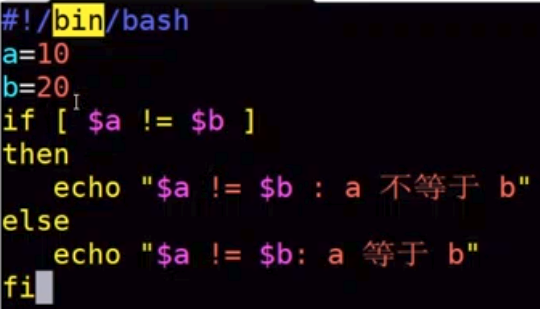 #!/bin/bash
a=10
b=20
if [ $a != $b ]
then
   echo "$a != $b : a 不等于 b"
else
   echo "$a != $b: a 等于 b"
fi